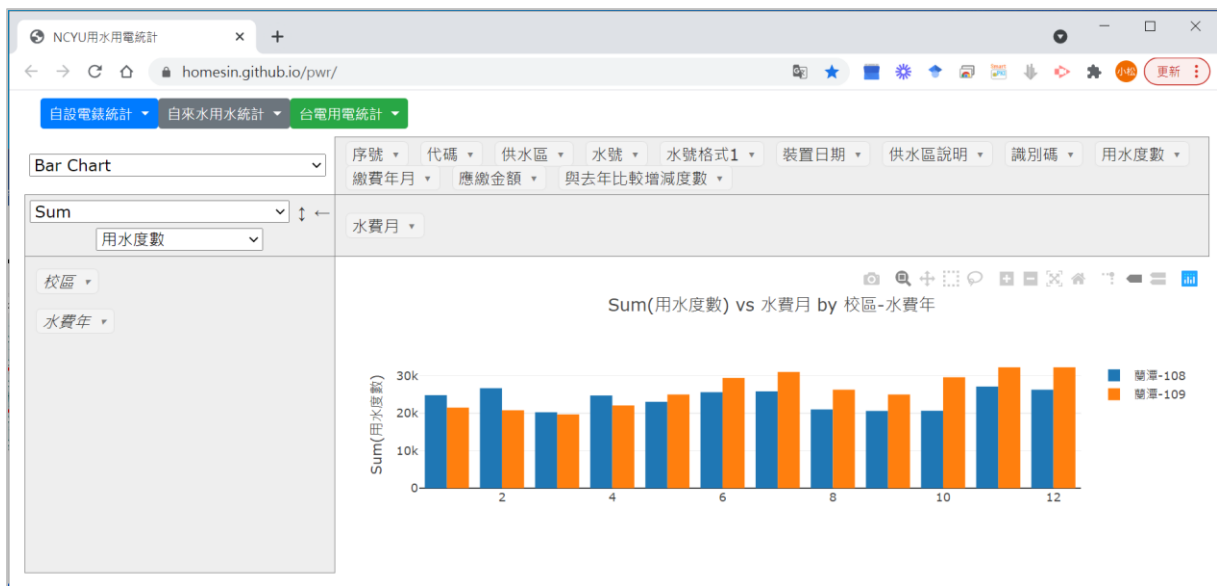 NCYU用水用電統計
homesin.github.io/pwr/
小松 更新
自設電錶統計 自來水用水統計 台電用電統計
Bar Chart
序號 代碼 供水區 水號 水號格式1 裝置日期 供水區說明 識別碼 用水度數
繳費年月 應繳金額 與去年比較增減度數
Sum
用水度數
水費月
校區
水費年
Sum(用水度數) vs 水費月 by 校區-水費年
Sum(用水度數)
30k
20k
10k
0
2 4 6 8 10 12
蘭潭-108
蘭潭-109